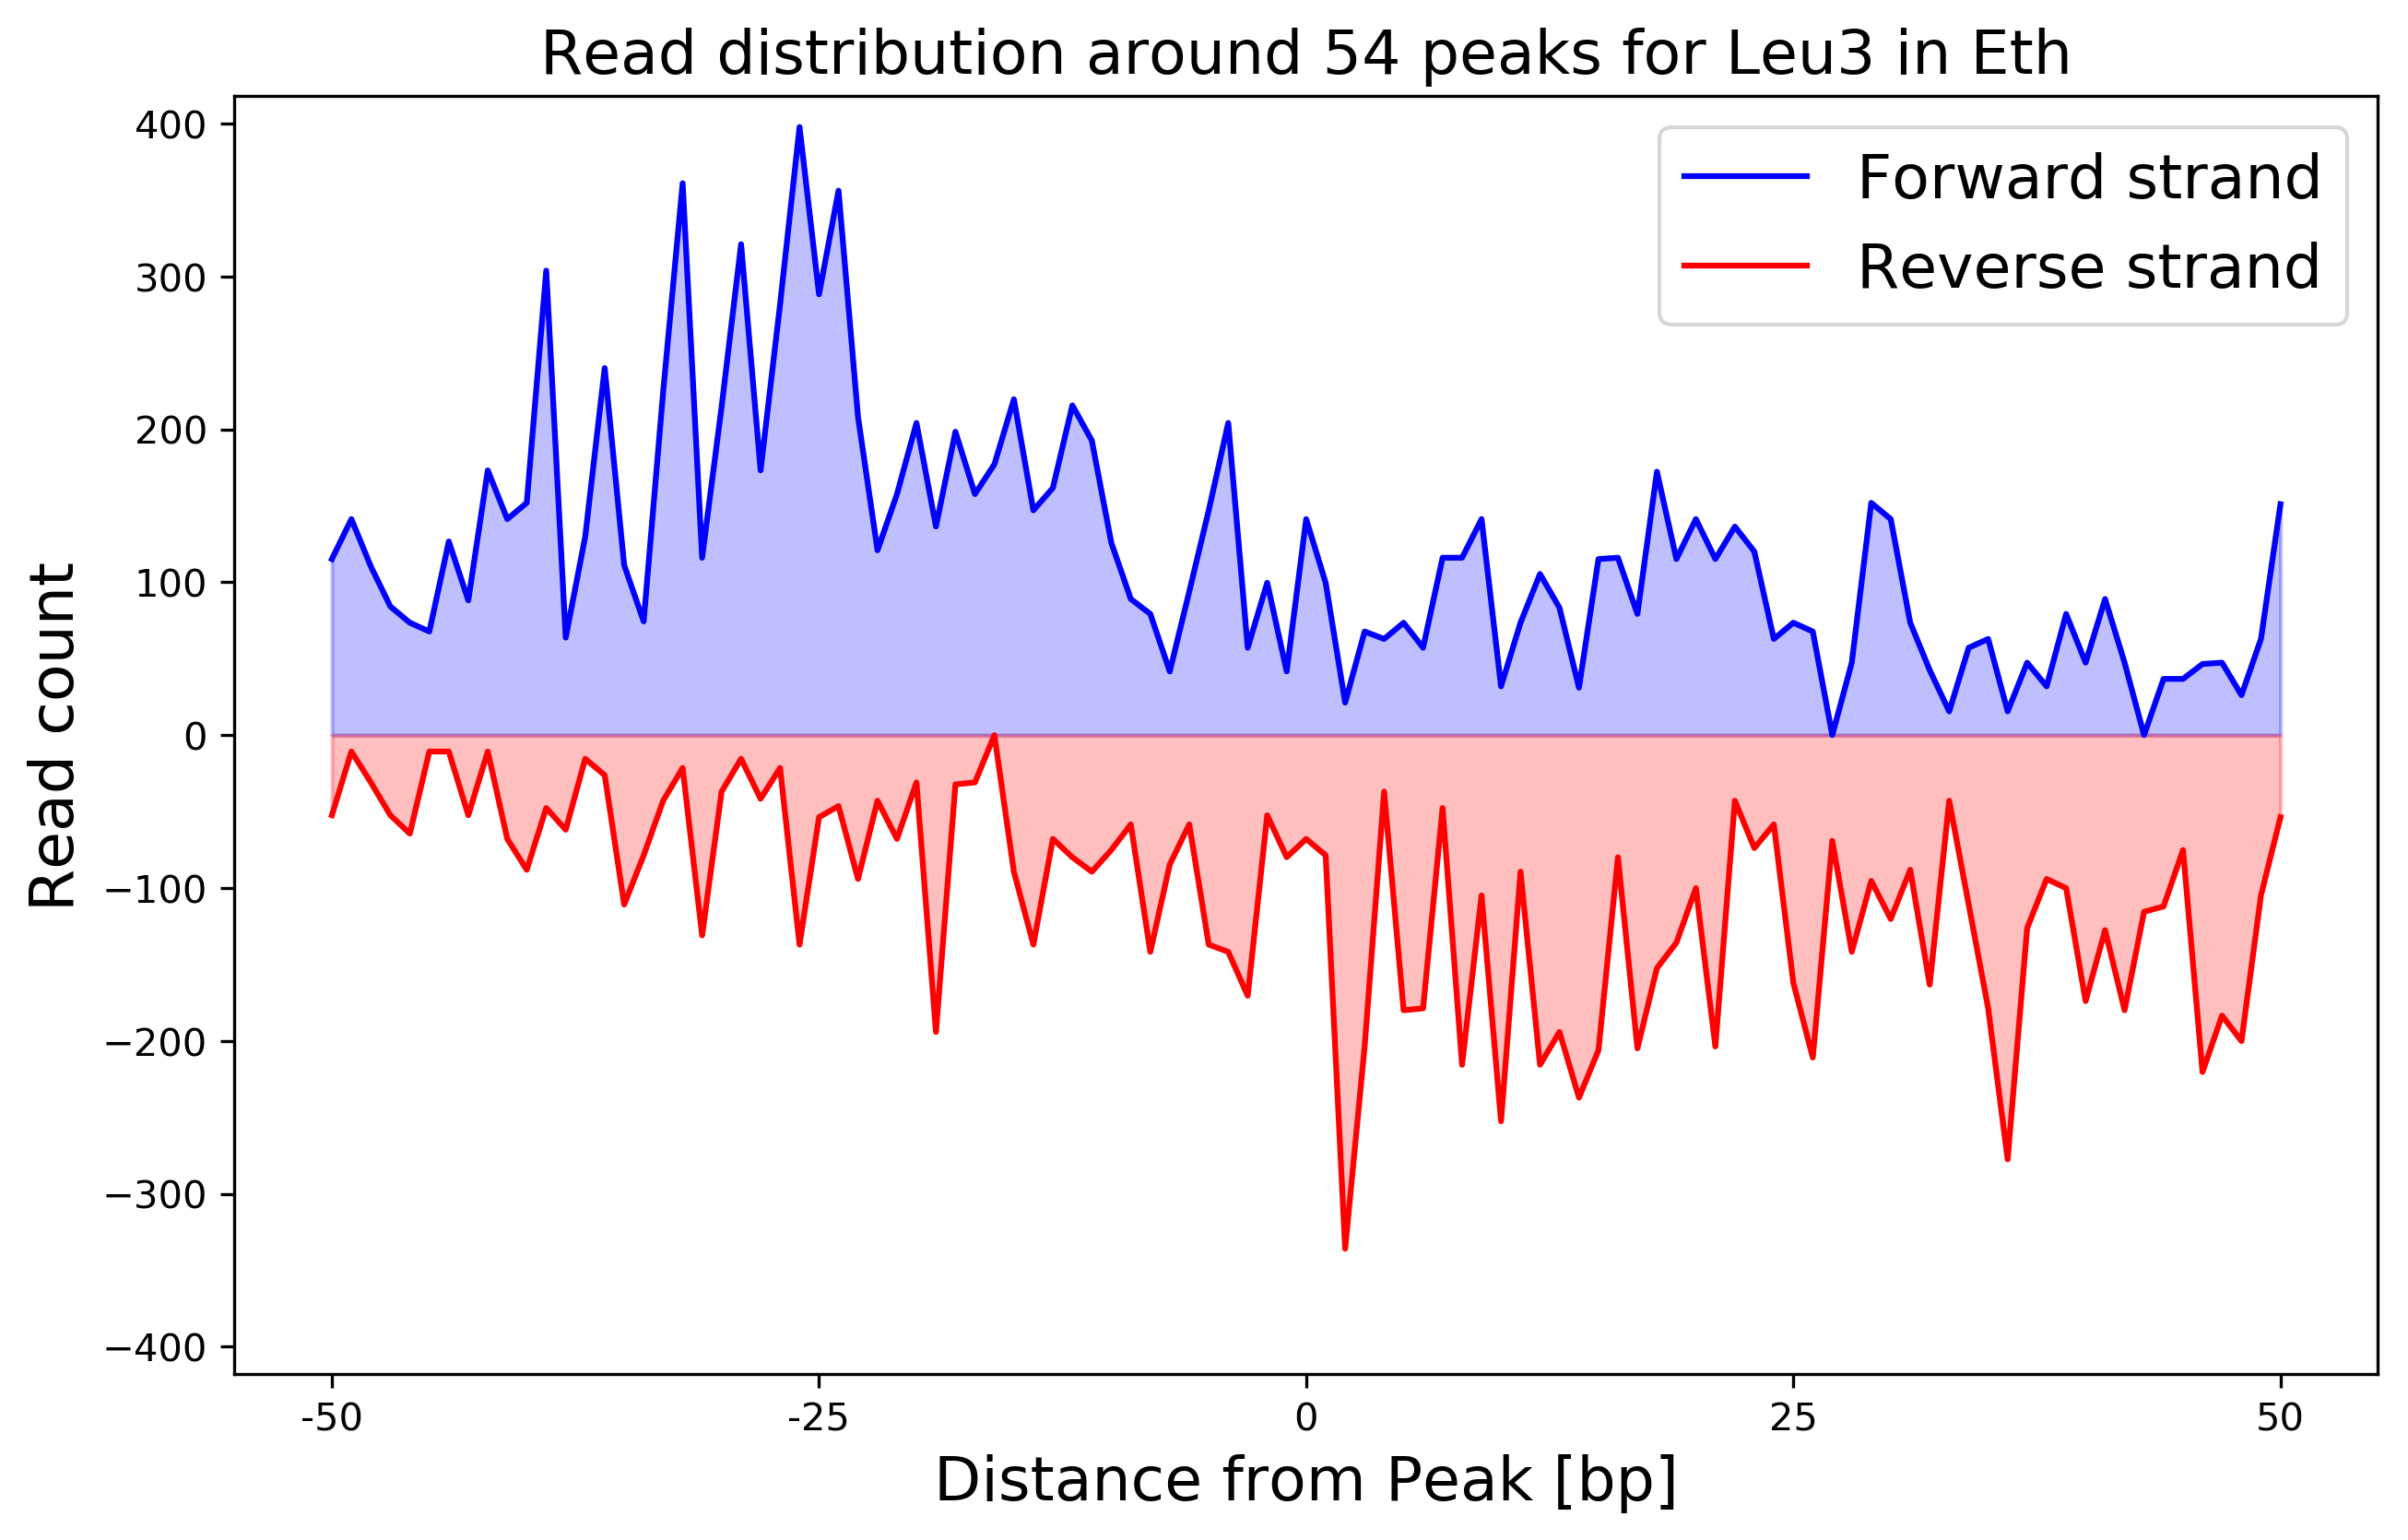 Read distribution around 54 peaks for Leu3 in Eth
Forward strand
Reverse strand
Read count
400
300
200
100
0
−100
−200
−300
−400
-50
-25
0
25
50
Distance from Peak [bp]